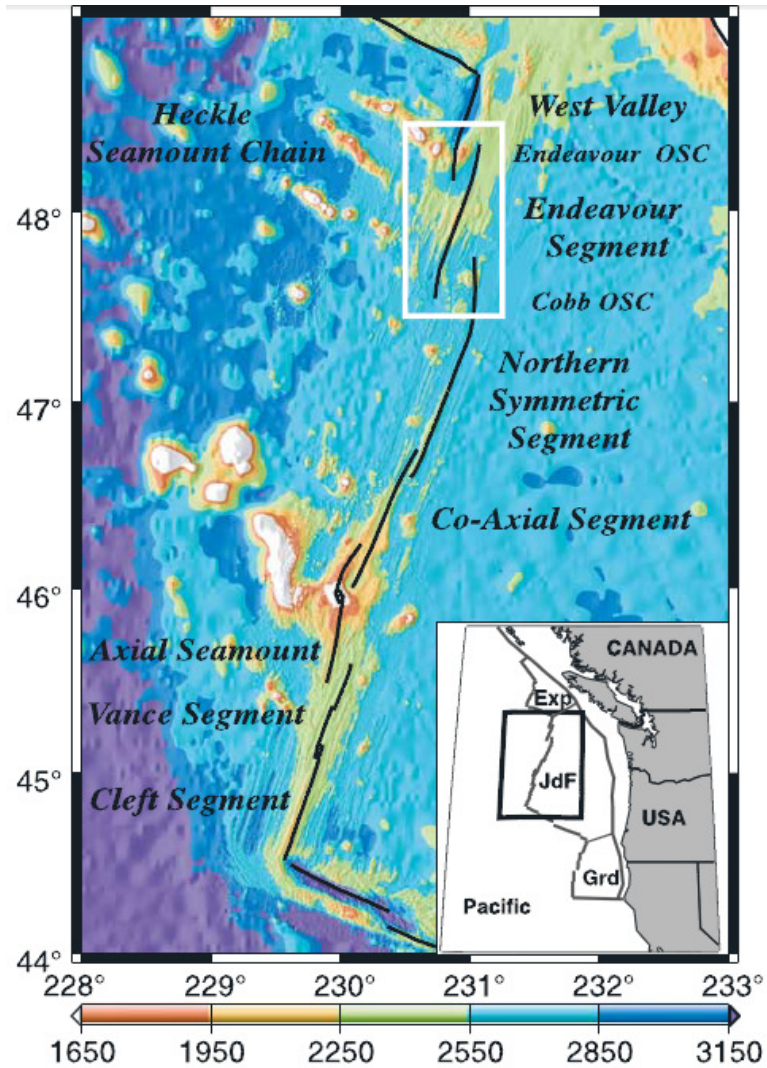 Heckle
Seamount Chain
West Valley
Endeavour OSC
Endeavour
Segment
Cobb OSC
Northern
Symmetric
Segment
Co-Axial Segment
Axial Seamount
Vance Segment
Cleft Segment
48°
47°
46°
45°
44°
CANADA
Exp
JdF
USA
Grd
Pacific
228° 229° 230° 231° 232° 233°
1650 1950 2250 2550 2850 3150